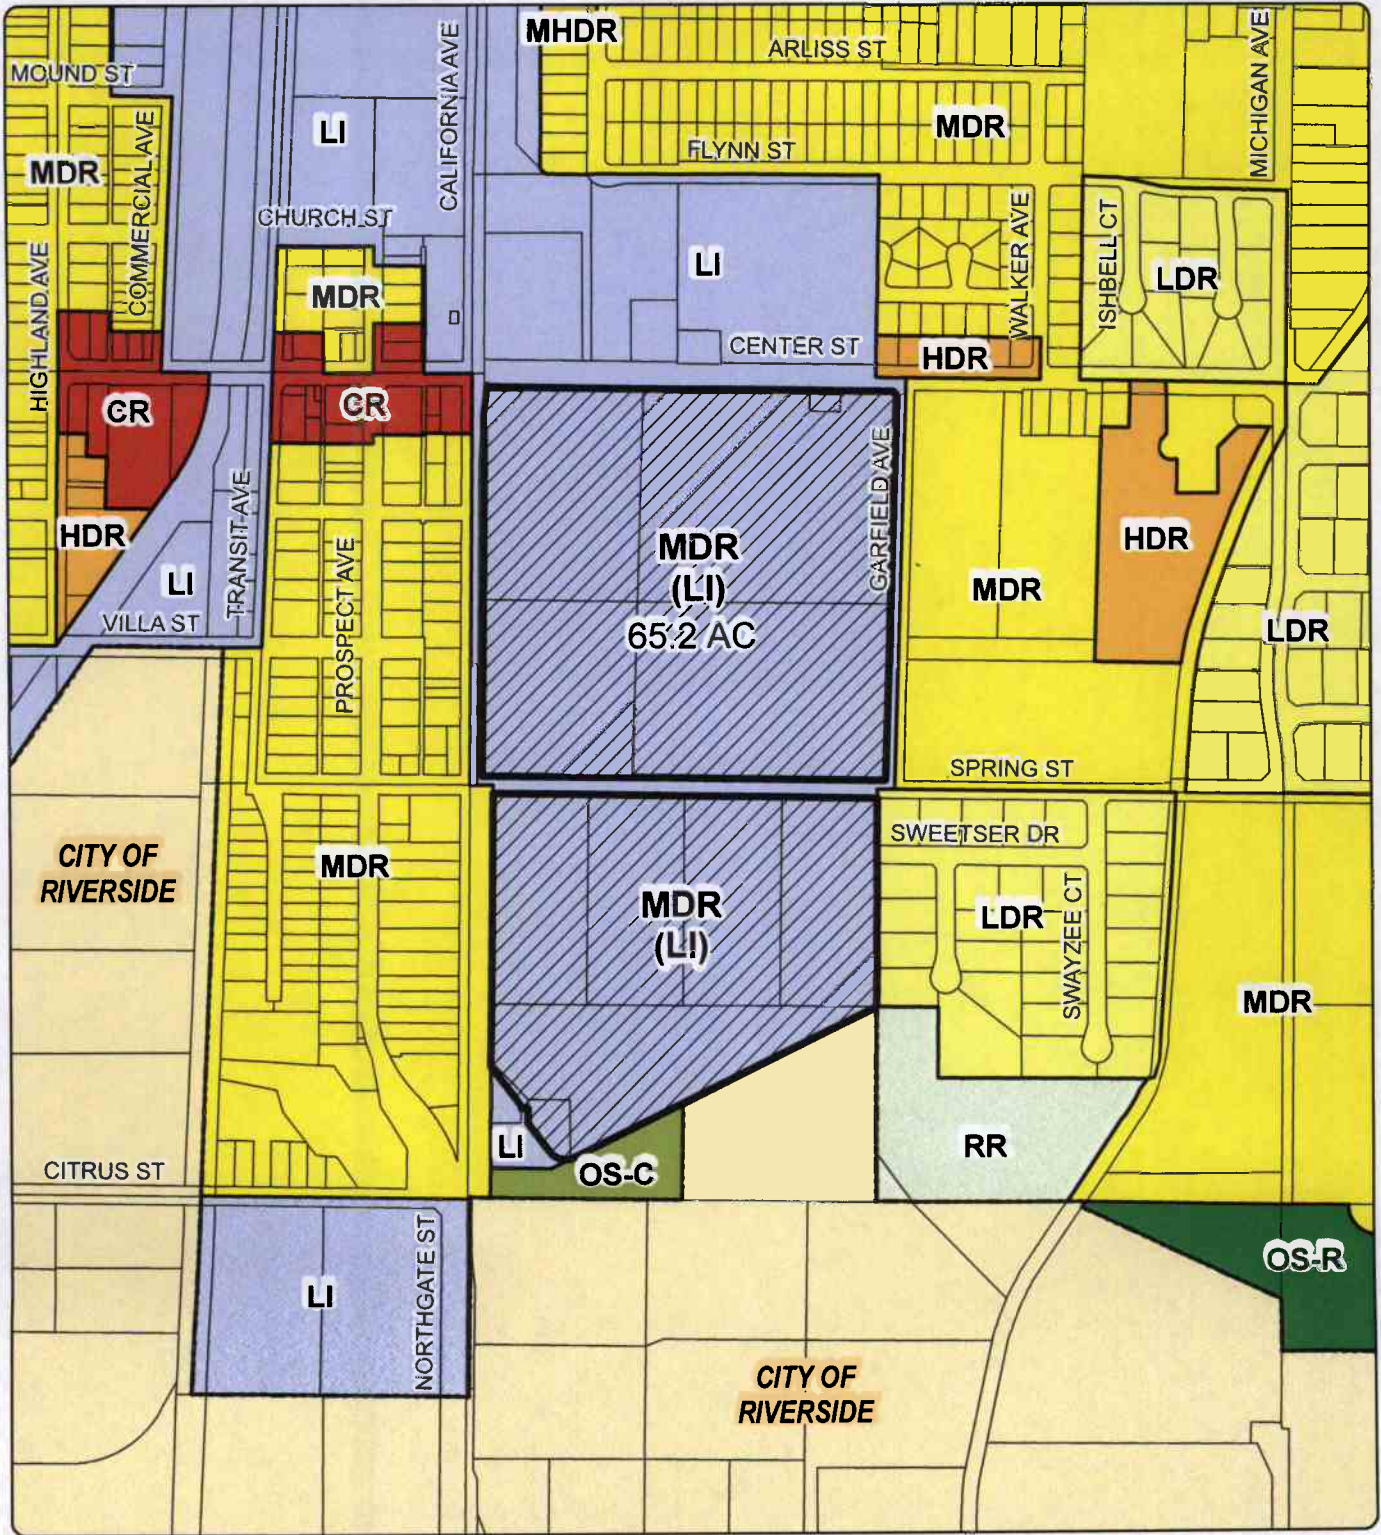 MHDR
ARLISS ST
MICHIGAN AVE
MOUND ST
CALIFORNIA AVE
LI
MDR
FLYNN ST
MDR
COMMERCIAL AVE
CHURCH ST
WALKER AVE
ISHBELL CT
LDR
LI
MDR
HIGHLAND AVE
CENTER ST
HDR
CR
CR
GARFIELD AVE
HDR
TRANSIT AVE
PROSPECT AVE
MDR
(LI)
65.2 AC
HDR
MDR
LI
VILLA ST
LDR
SPRING ST
SWEETSER DR
CITY OF
RIVERSIDE
MDR
MDR
(LI)
LDR
SWAYZEE CT
MDR
LI
OS-C
RR
CITRUS ST
NORTHGATE ST
LI
OS-R
CITY OF
RIVERSIDE